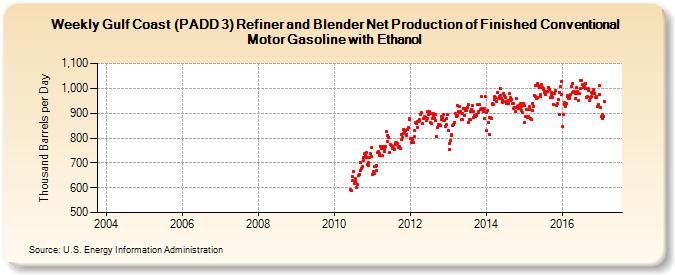 Weekly Gulf Coast (PADD 3) Refiner and Blender Net Production of Finished Conventional
Motor Gasoline with Ethanol
Thousand Barrels per Day
1,100
1,000
900
800
700
600
500
2004 2006 2008 2010 2012 2014 2016
Source: U.S. Energy Information Administration